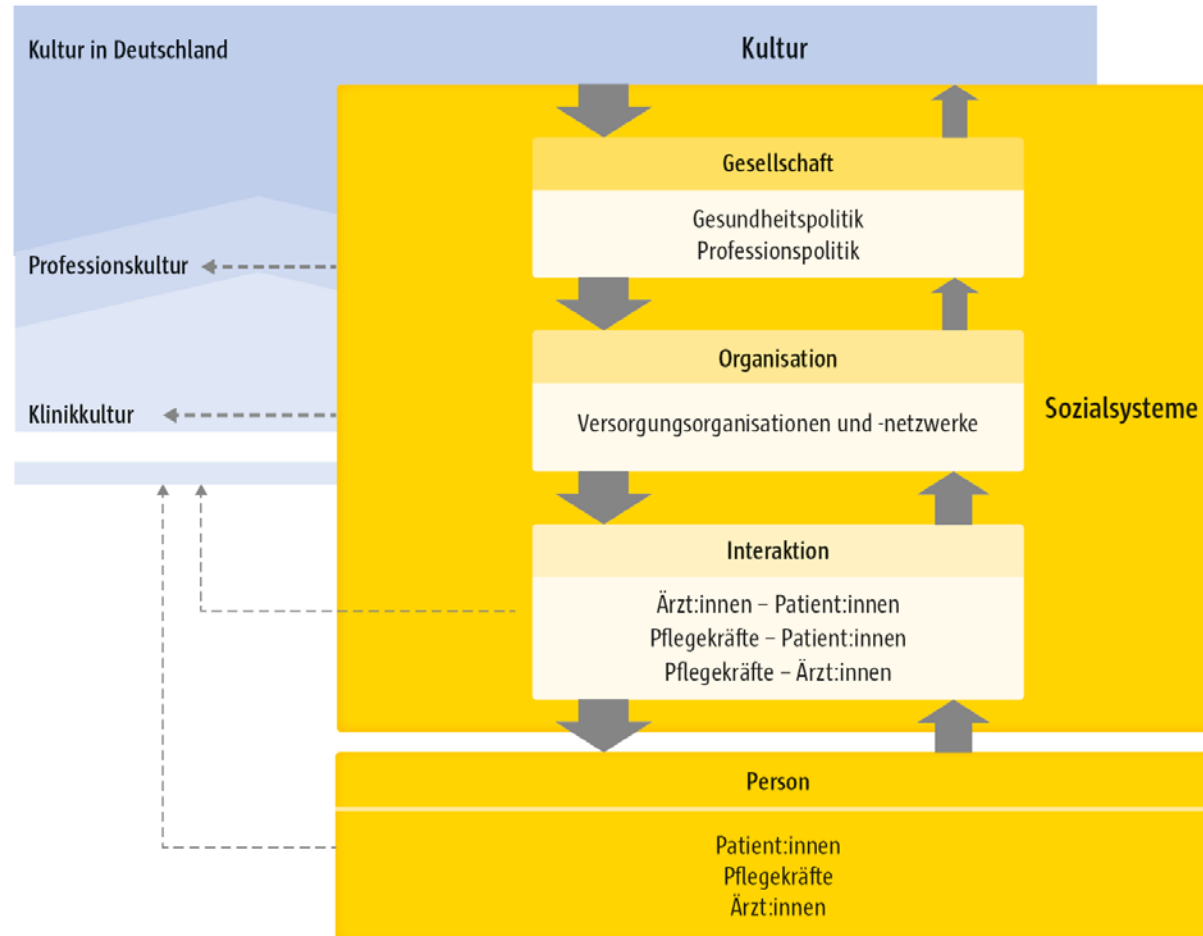 Kultur in Deutschland
Kultur
Gesellschaft
Gesundheitspolitik
Professionspolitik
Professionskultur
Organisation
Versorgungsorganisationen und -netzwerke
Sozialsysteme
Klinikkultur
Interaktion
Ärzt:innen – Patient:innen
Pflegekräfte – Patient:innen
Pflegekräfte – Ärzt:innen
Person
Patient:innen
Pflegekräfte
Ärzt:innen